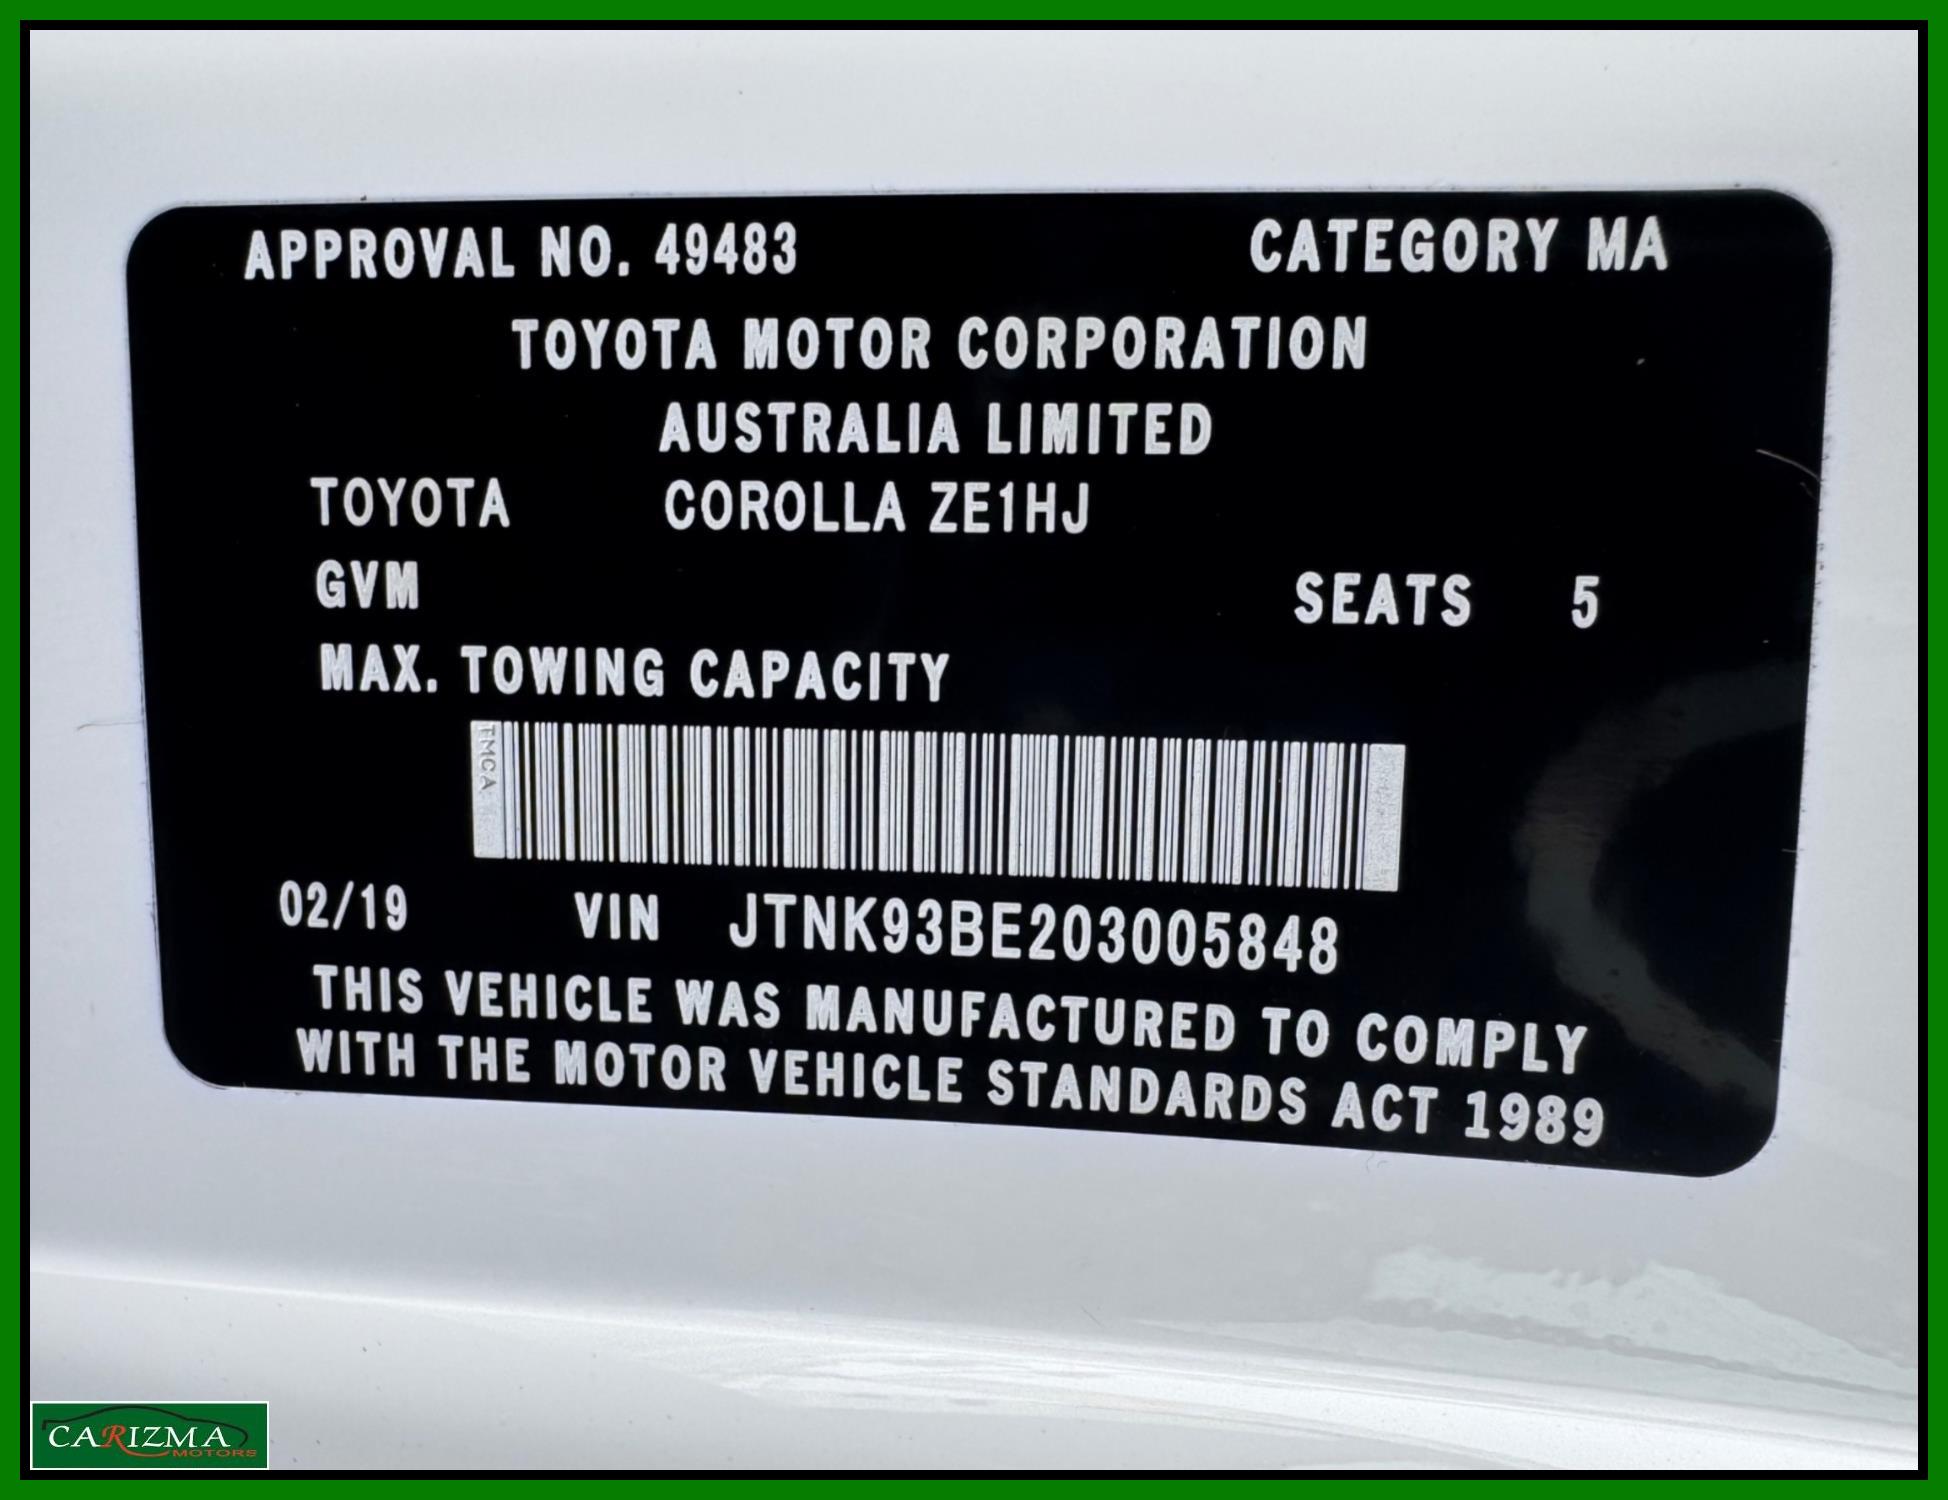 APPROVAL NO. 49483 CATEGORY MA
TOYOTA MOTOR CORPORATION
AUSTRALIA LIMITED
TOYOTA COROLLA ZE1HJ
GVM SEATS 5
MAX. TOWING CAPACITY
TMCA
02/19 VIN JTNK93BE203005848
THIS VEHICLE WAS MANUFACTURED TO COMPLY
WITH THE MOTOR VEHICLE STANDARDS ACT 1989
CARIZMA
MOTORS